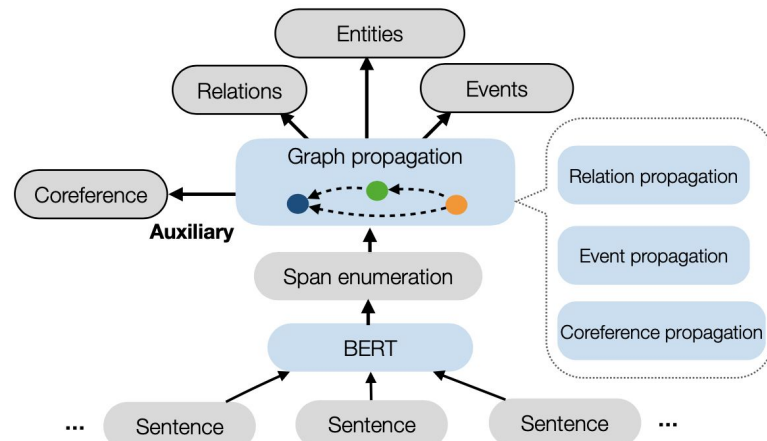 Entities
Relations
Events
Graph propagation
Coreference
Auxiliary
Relation propagation
Span enumeration
Event propagation
Coreference propagation
BERT
... Sentence Sentence Sentence ...